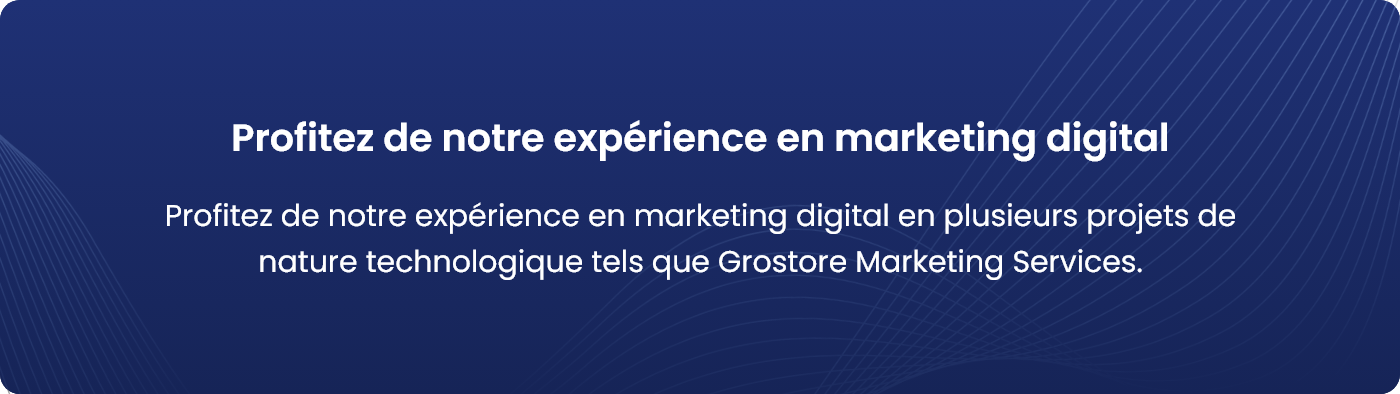 Profitez de notre expérience en marketing digital
Profitez de notre expérience en marketing digital en plusieurs projets de
nature technologique tels que Grostore Marketing Services.